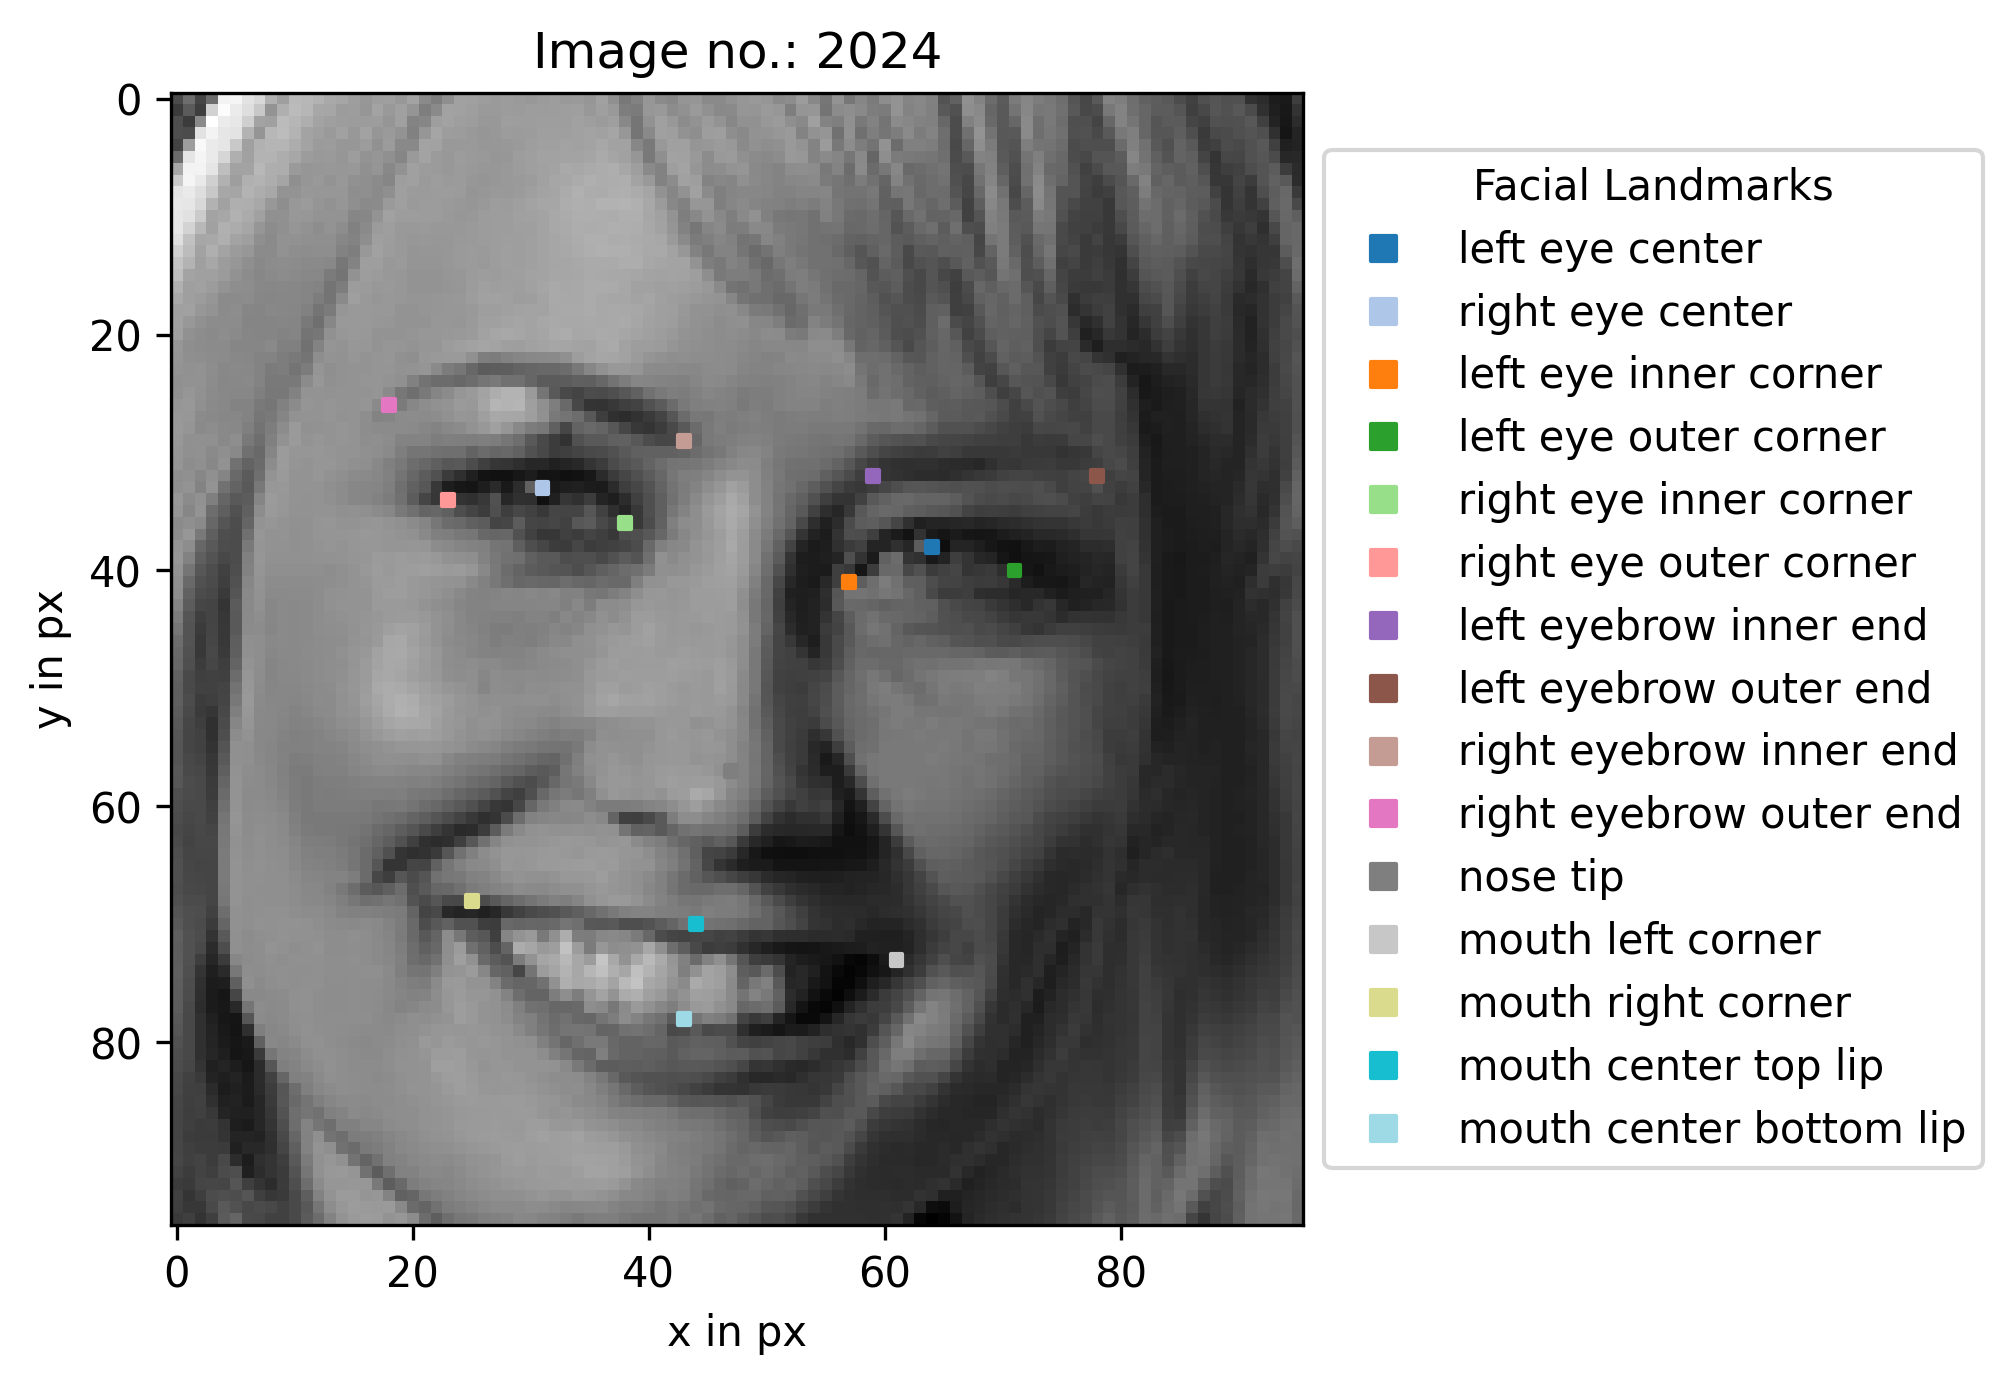 Image no.: 2024
0
20
40
60
80
y in px
0
20
40
60
80
x in px
Facial Landmarks
left eye center
right eye center
left eye inner corner
left eye outer corner
right eye inner corner
right eye outer corner
left eyebrow inner end
left eyebrow outer end
right eyebrow inner end
right eyebrow outer end
nose tip
mouth left corner
mouth right corner
mouth center top lip
mouth center bottom lip